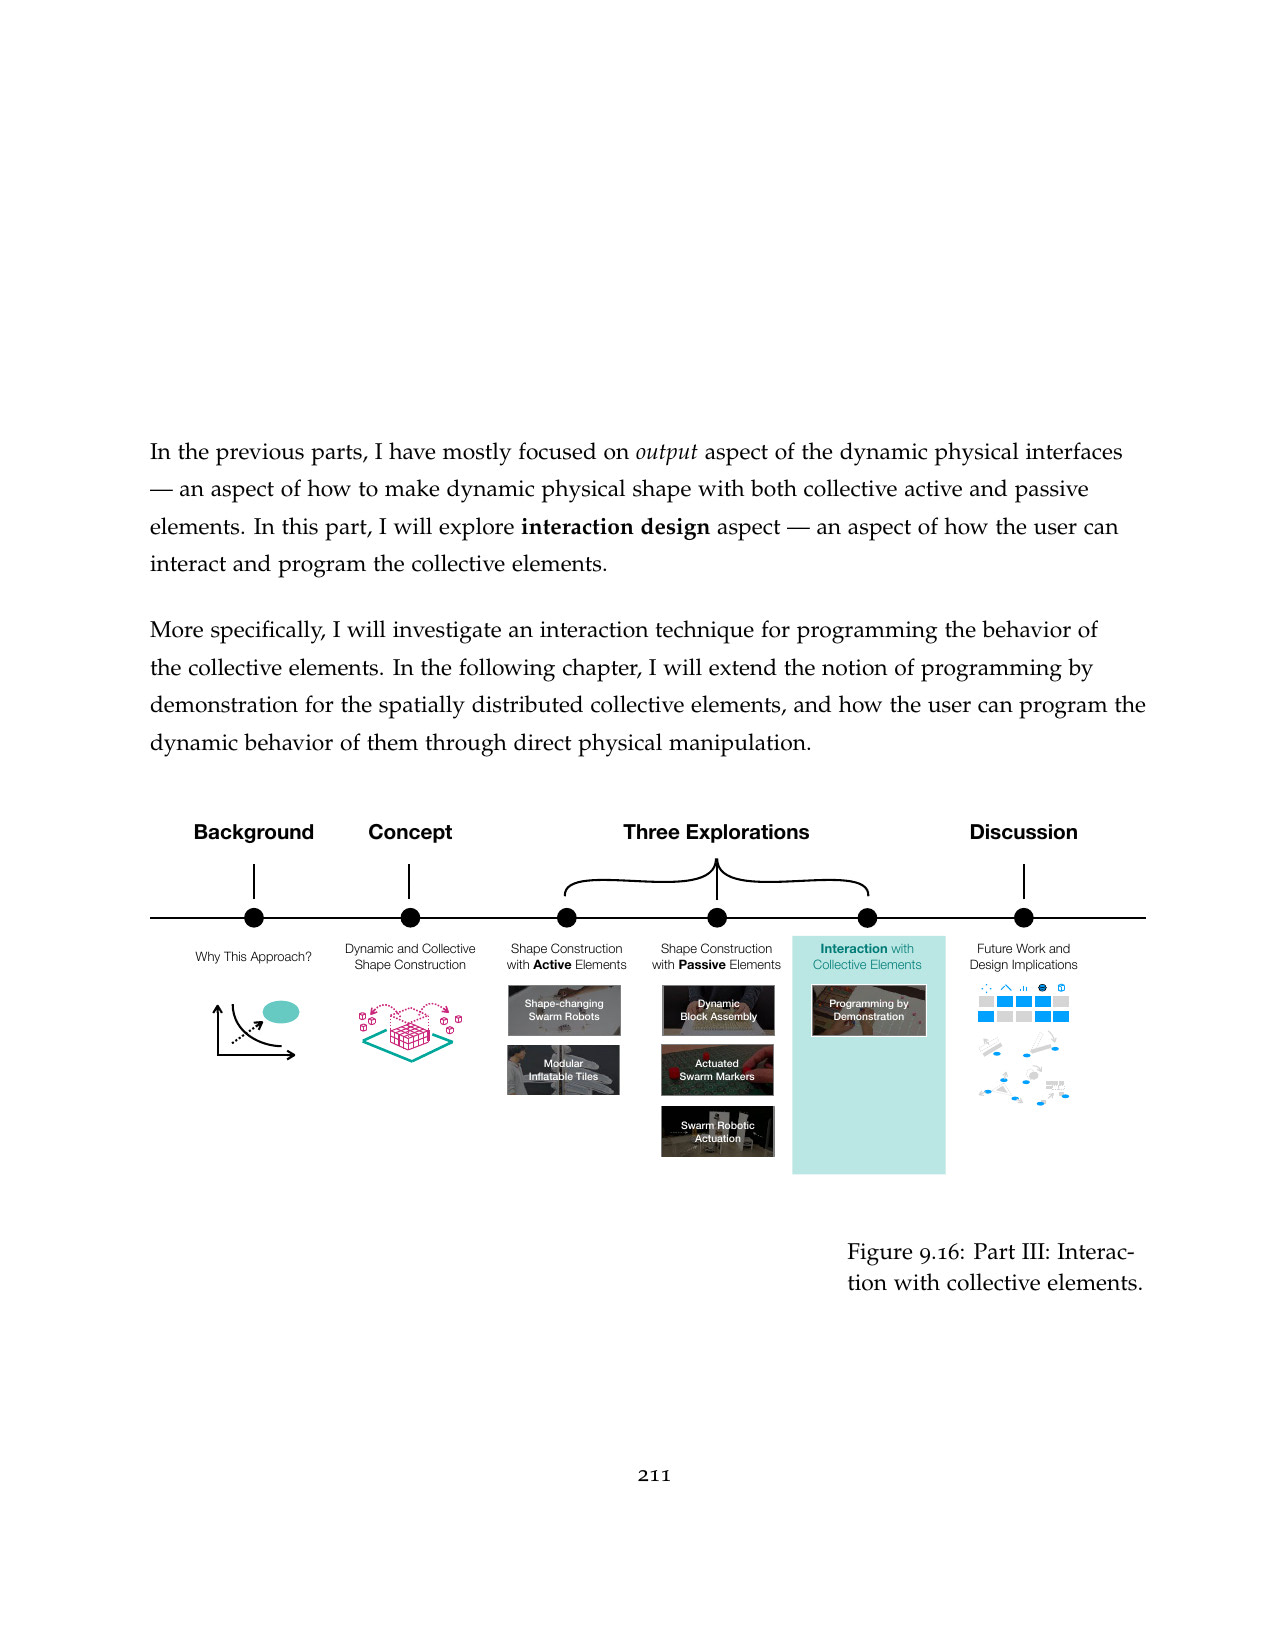 In the previous parts, I have mostly focused on output aspect of the dynamic physical interfaces
— an aspect of how to make dynamic physical shape with both collective active and passive
elements. In this part, I will explore interaction design aspect — an aspect of how the user can
interact and program the collective elements.
More specifically, I will investigate an interaction technique for programming the behavior of
the collective elements. In the following chapter, I will extend the notion of programming by
demonstration for the spatially distributed collective elements, and how the user can program the
dynamic behavior of them through direct physical manipulation.
Background
Concept
Three Explorations
Discussion
Why This Approach?
Dynamic and Collective
Shape Construction
Shape Construction
with Active Elements
Shape-changing
Swarm Robots
Modular
Inflatable Tiles
Shape Construction
with Passive Elements
Dynamic
Block Assembly
Actuated
Swarm Markers
Swarm Robotic
Actuation
Interaction with
Collective Elements
Programming by
Demonstration
Future Work and
Design Implications
Figure 9.16: Part III: Interac-
tion with collective elements.
211